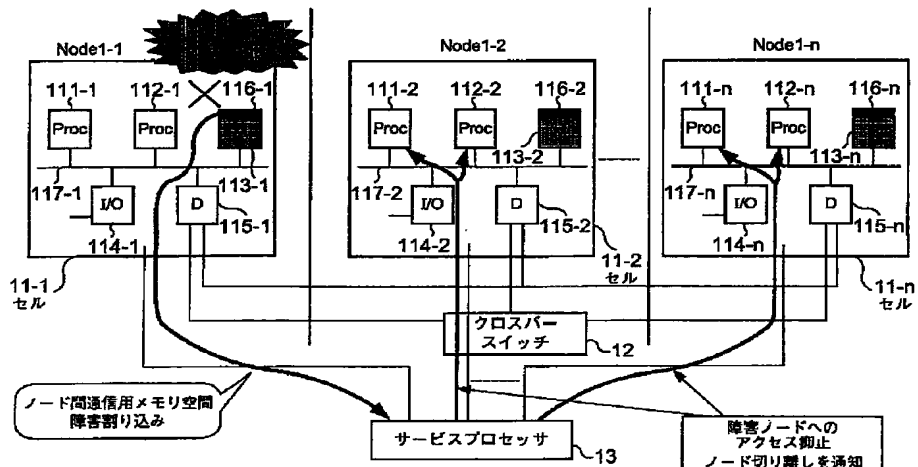 Node1-1
Node1-2
Node1-n
111-1
112-1
116-1
111-2
112-2
116-2
111-n
112-n
116-n
Proc
Proc
Proc
Proc
Proc
Proc
117-1
113-1
117-2
113-2
117-n
113-n
I/O
D
I/O
D
I/O
D
114-1
115-1
114-2
115-2
114-n
115-n
11-1
セル
11-2
セル
11-n
セル
クロスバー
スイッチ
12
ノード間通信用メモリ空間
障害割り込み
サービスプロセッサ
13
障害ノードへの
アクセス抑止
ノード切り離しを通知